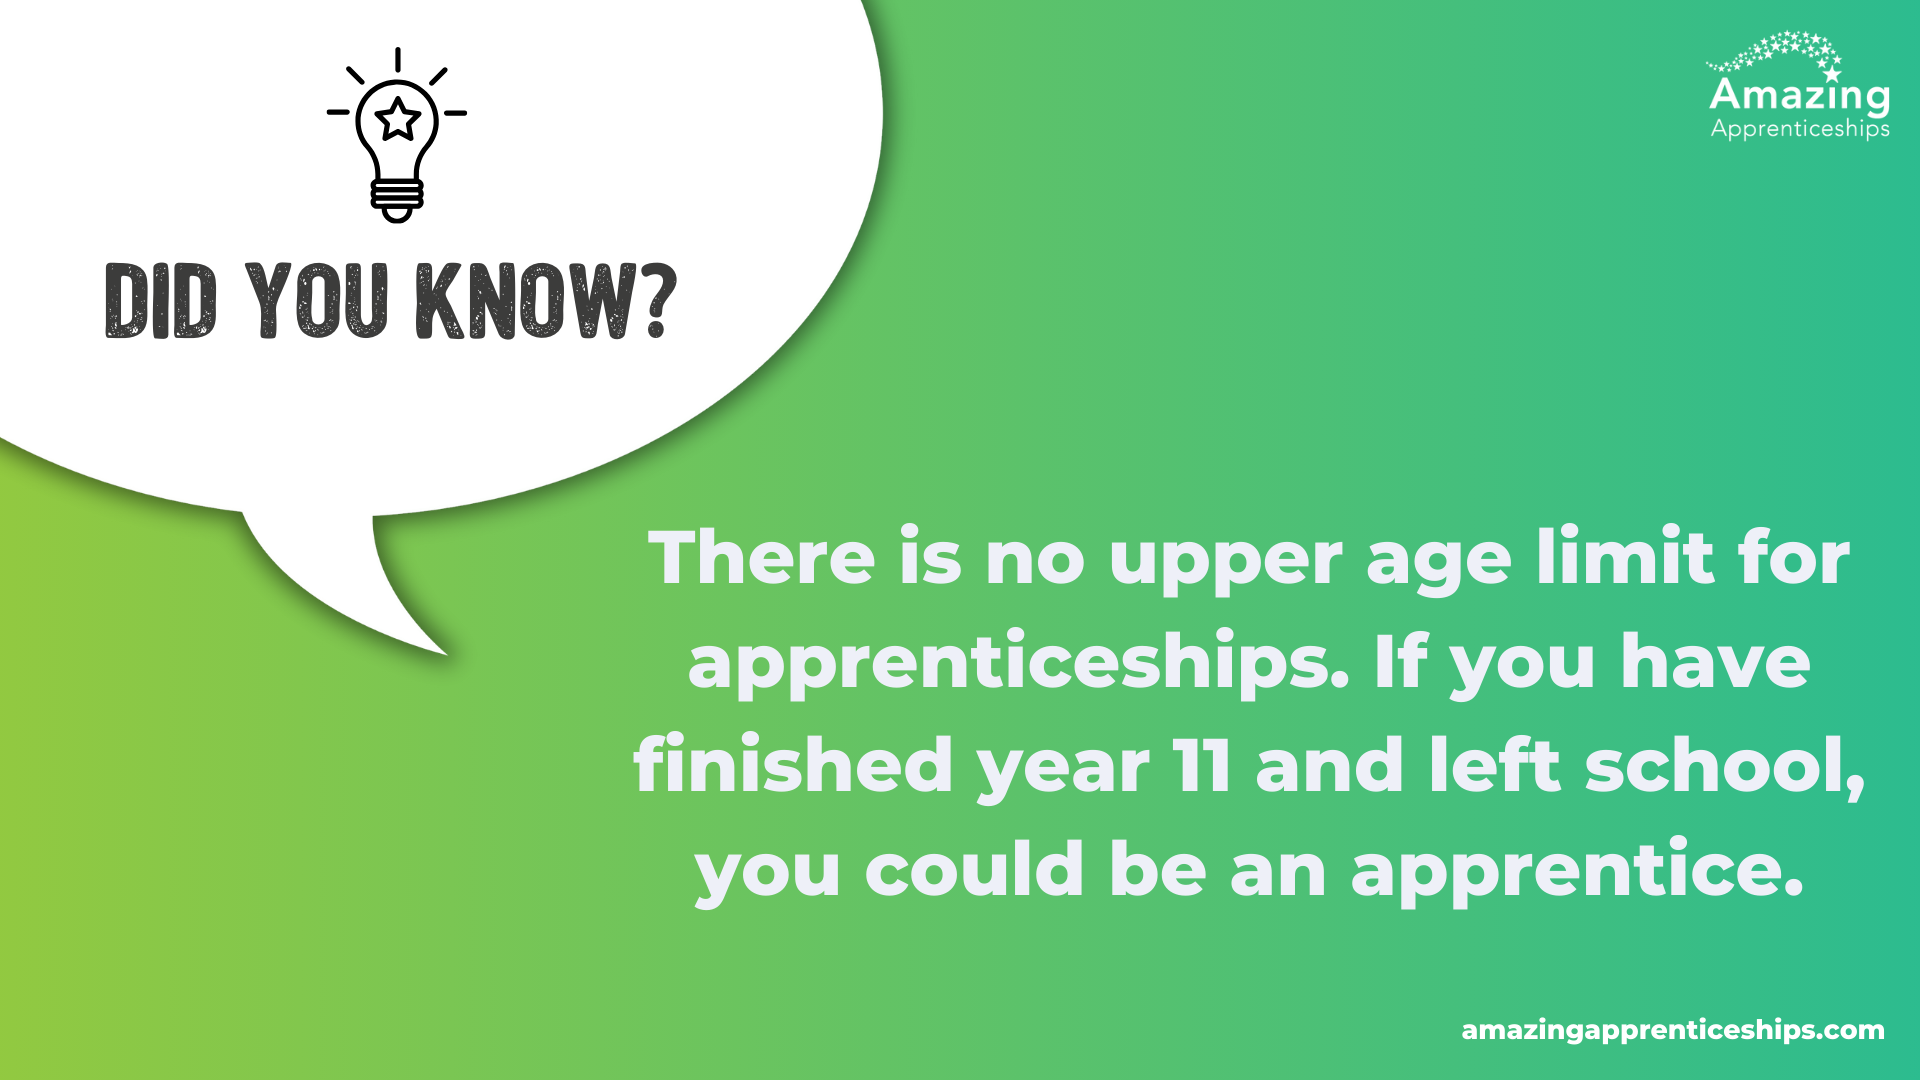 Amazing
Apprenticeships
DID YOU KNOW?
There is no upper age limit for
apprenticeships. If you have
finished year 11 and left school,
you could be an apprentice.
amazingapprenticeships.com